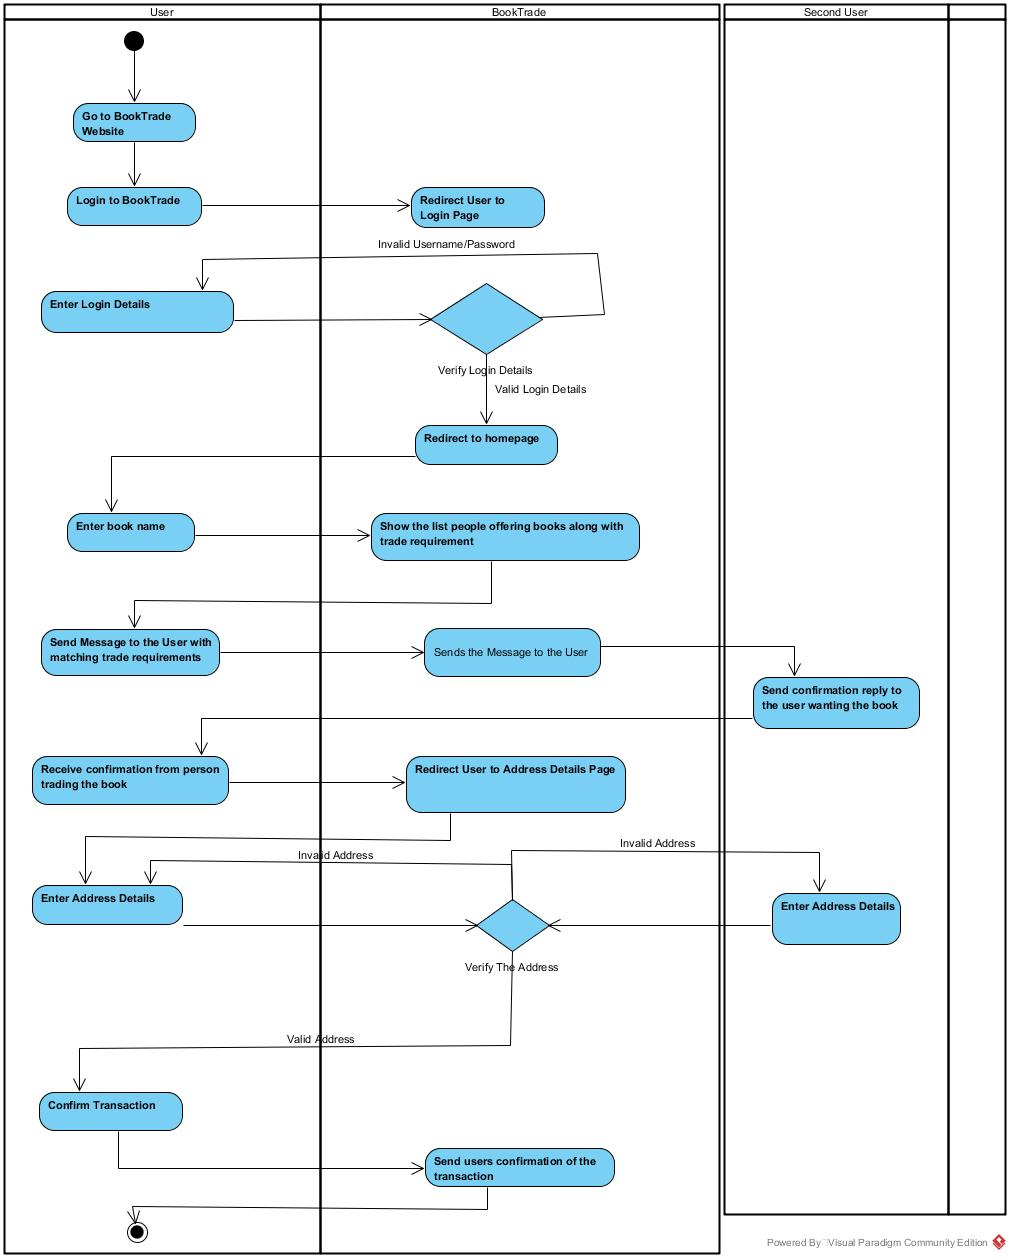 User
BookTrade
Second User
Go to BookTrade
Website
Login to BookTrade
Redirect User to
Login Page
Invalid Username/Password
Enter Login Details
Verify Login Details
Valid Login Details
Redirect to homepage
Enter book name
Show the list people offering books along with
trade requirement
Send Message to the User with
matching trade requirements
Sends the Message to the User
Send confirmation reply to
the user wanting the book
Receive confirmation from person
trading the book
Redirect User to Address Details Page
Invalid Address
Invalid Address
Enter Address Details
Enter Address Details
Verify The Address
Valid Address
Confirm Transaction
Send users confirmation of the
transaction
Powered By Visual Paradigm Community Edition